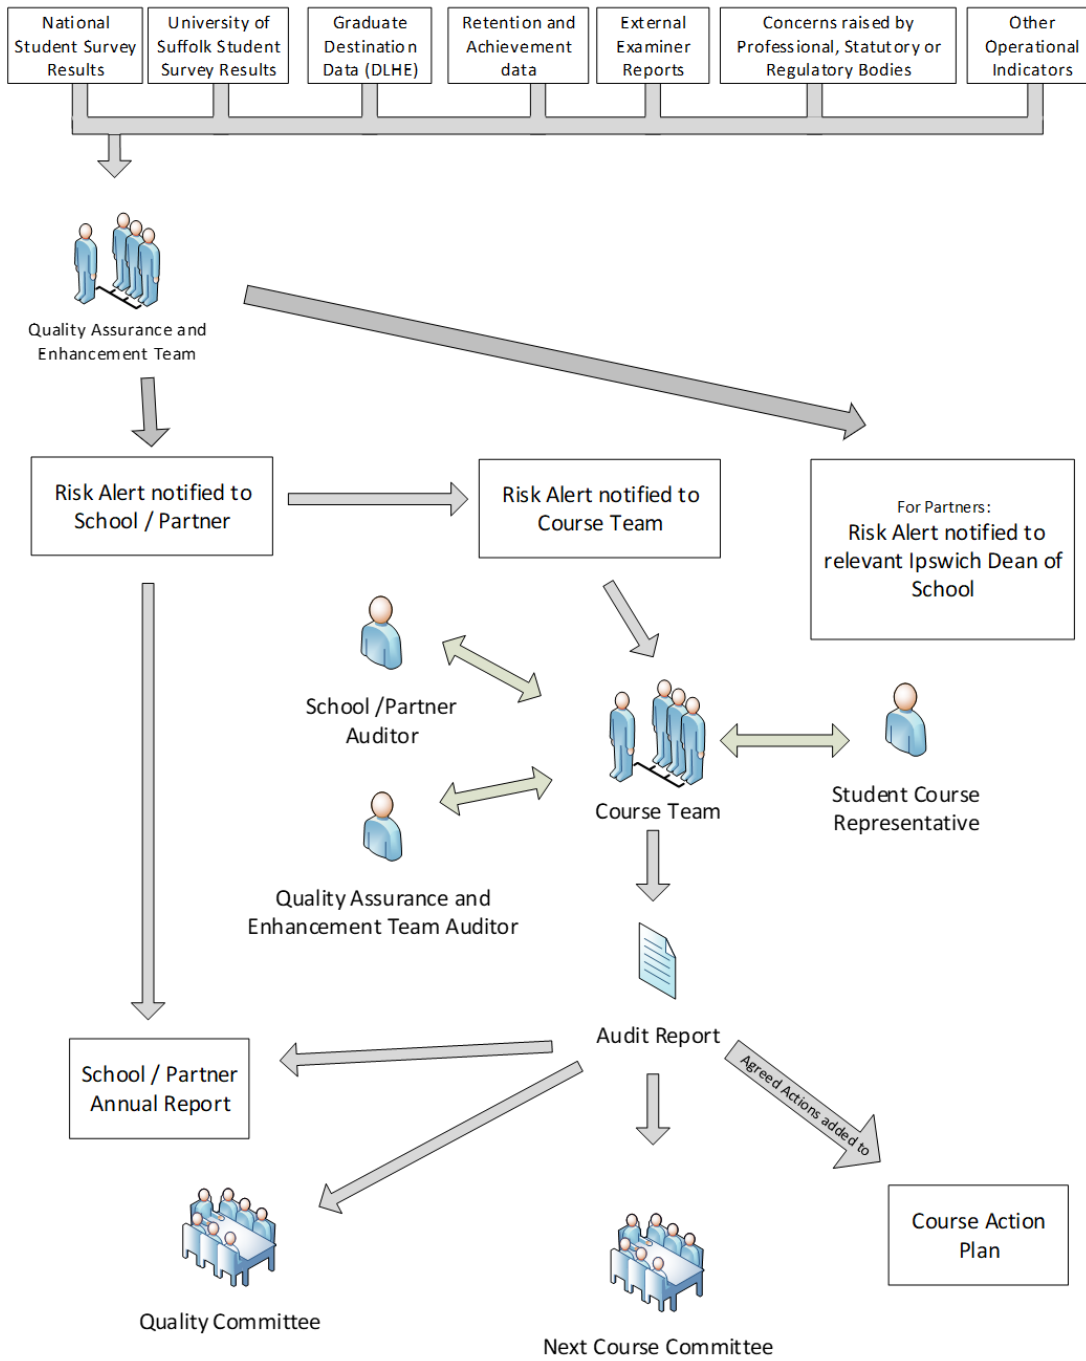 National
Student Survey
Results
University of
Suffolk Student
Survey Results
Graduate
Destination
Data (DLHE)
Retention and
Achievement
data
External
Examiner
Reports
Concerns raised by
Professional, Statutory or
Regulatory Bodies
Other
Operational
Indicators
Quality Assurance and
Enhancement Team
Risk Alert notified to
School / Partner
Risk Alert notified to
Course Team
For Partners:
Risk Alert notified to
relevant Ipswich Dean of
School
School /Partner
Auditor
Course Team
Student Course
Representative
Quality Assurance and
Enhancement Team Auditor
Audit Report
School / Partner
Annual Report
Agreed Actions added to
Course Action
Plan
Quality Committee
Next Course Committee